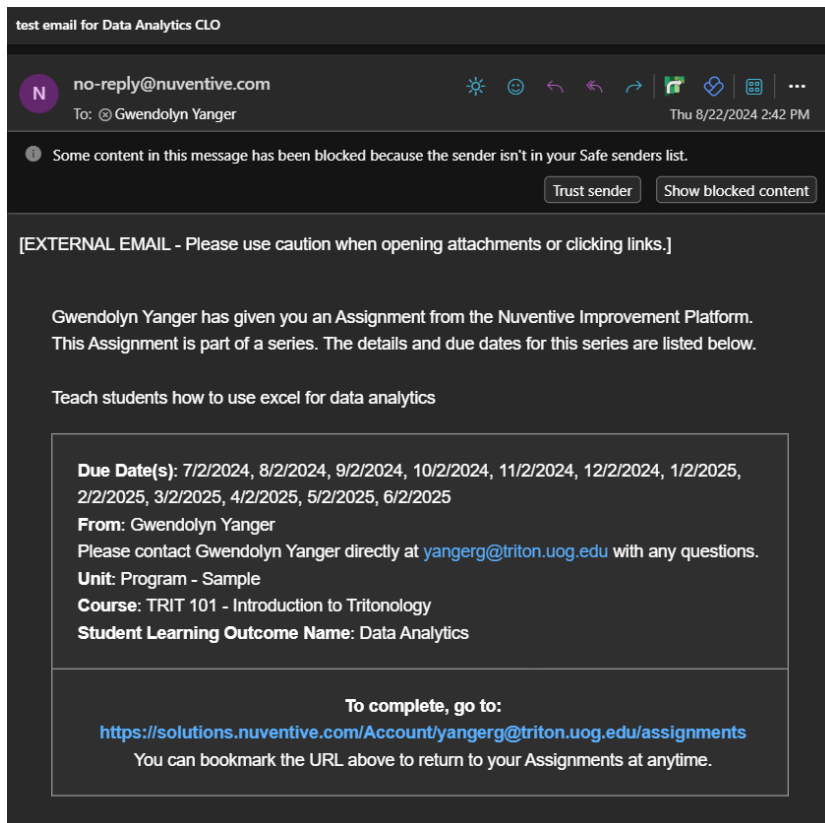 test email for Data Analytics CLO
N
no-reply@nuventive.com
To: Gwendolyn Yanger
Thu 8/22/2024 2:42 PM
Some content in this message has been blocked because the sender isn't in your Safe senders list.
Trust sender
Show blocked content
[EXTERNAL EMAIL - Please use caution when opening attachments or clicking links.]
Gwendolyn Yanger has given you an Assignment from the Nuventive Improvement Platform.
This Assignment is part of a series. The details and due dates for this series are listed below.
Teach students how to use excel for data analytics
Due Date(s): 7/2/2024, 8/2/2024, 9/2/2024, 10/2/2024, 11/2/2024, 12/2/2024, 1/2/2025,
2/2/2025, 3/2/2025, 4/2/2025, 5/2/2025, 6/2/2025
From: Gwendolyn Yanger
Please contact Gwendolyn Yanger directly at yangerg@triton.uog.edu with any questions.
Unit: Program - Sample
Course: TRIT 101 - Introduction to Tritonology
Student Learning Outcome Name: Data Analytics
To complete, go to:
https://solutions.nuventive.com/Account/yangerg@triton.uog.edu/assignments
You can bookmark the URL above to return to your Assignments at anytime.